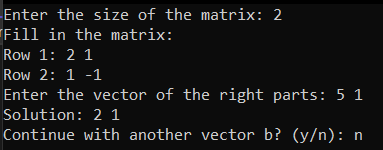 Enter the size of the matrix: 2
Fill in the matrix:
Row 1: 2 1
Row 2: 1 -1
Enter the vector of the right parts: 5 1
Solution: 2 1
Continue with another vector b? (y/n): n